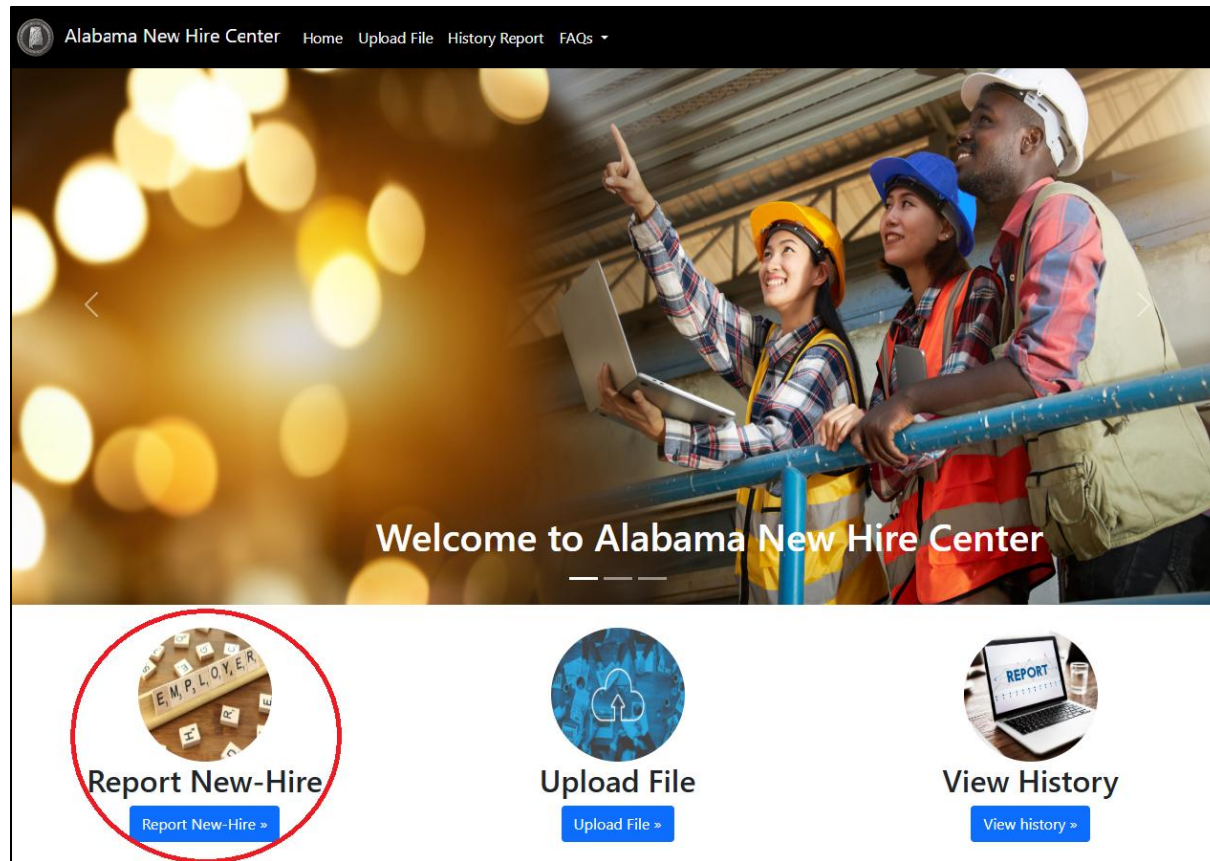 Alabama New Hire Center Home Upload File History Report FAQs
Welcome to Alabama New Hire Center
EMPLOYER
REPORT
Report New-Hire
Upload File
View History
Report New-Hire »
Upload File »
View history »